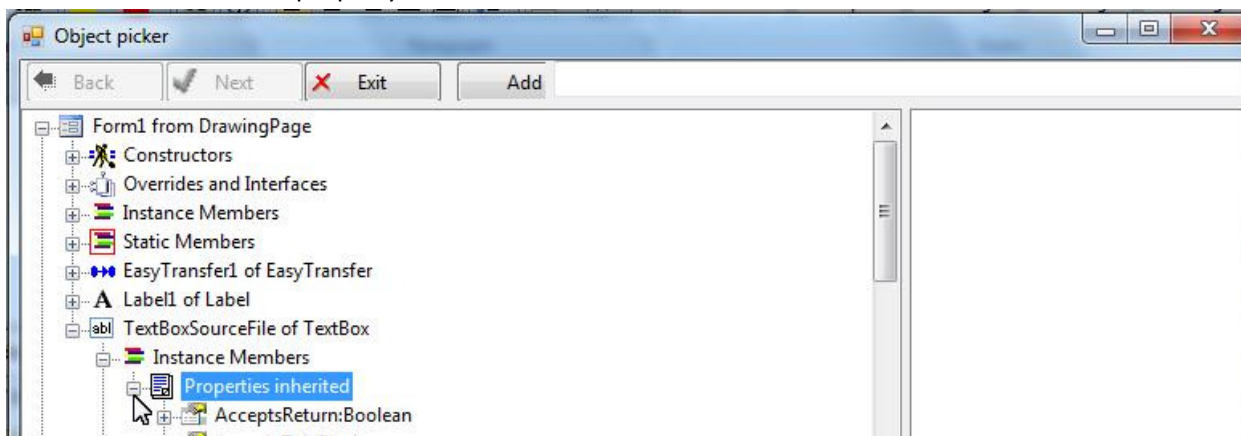 Object picker
Back Next Exit Add
Form1 from DrawingPage
Constructors
Overrides and Interfaces
Instance Members
Static Members
EasyTransfer1 of EasyTransfer
A Label1 of Label
abl TextBoxSourceFile of TextBox
Instance Members
Properties inherited
AcceptsReturn:Boolean